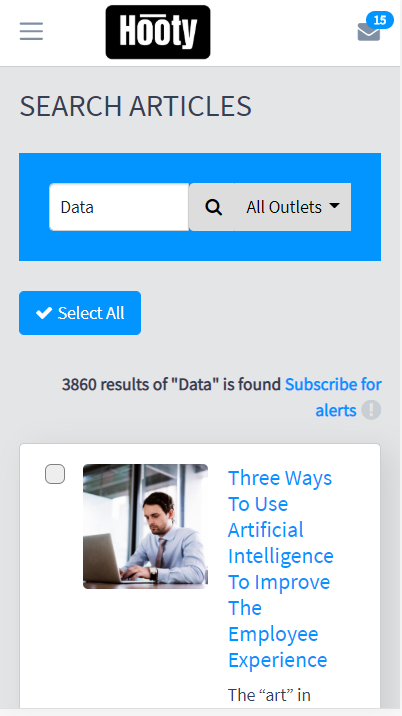 Hooty
15
SEARCH ARTICLES
Data
All Outlets
Select All
3860 results of "Data" is found Subscribe for
alerts
Three Ways
To Use
Artificial
Intelligence
To Improve
The
Employee
Experience
The “art” in